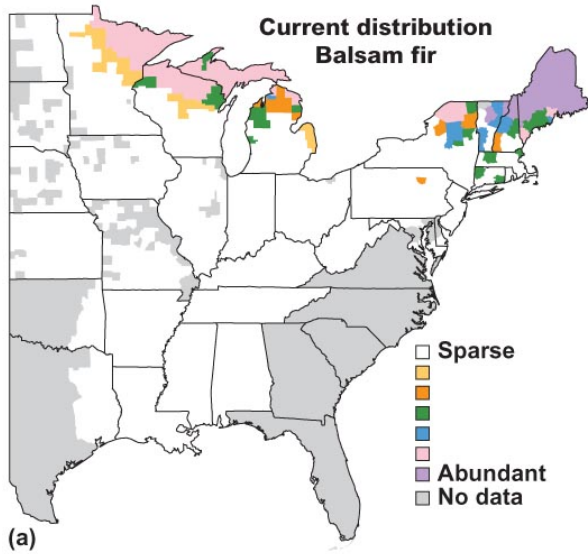 Current distribution
Balsam fir
Sparse
Abundant
No data
(a)